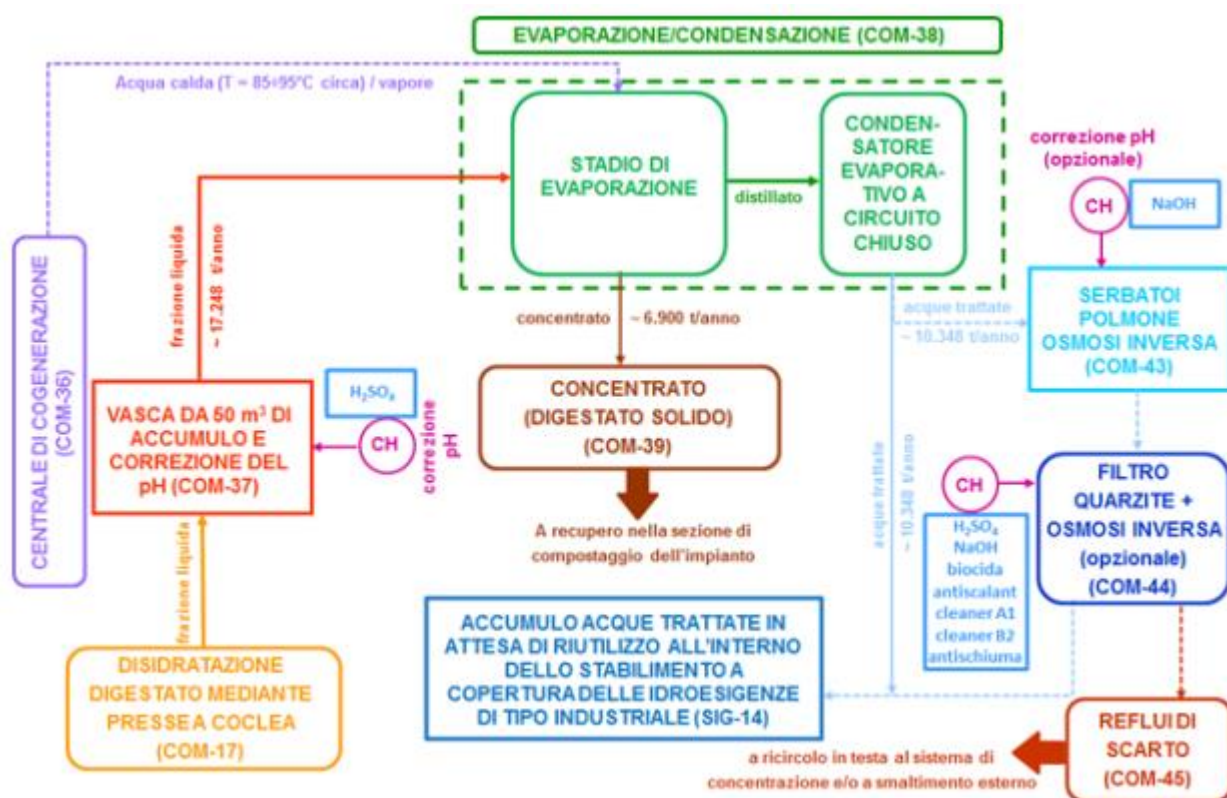 EVAPORAZIONE/CONDENSAZIONE (COM-38)
Acqua calda (T = 85÷95°C circa) / vapore
STADIO DI
EVAPORAZIONE
distillato
CONDEN-
SATORE
EVAPORA-
TIVO A
CIRCUITO
CHIUSO
correzione pH
(opzionale)
CH
NaOH
CENTRALE DI COGENERAZIONE
(COM-36)
frazione liquida
~ 17.248 t/anno
concentrato
~ 6.900 t/anno
acque trattate
~ 10.348 t/anno
SERBATOI
POLMONE
OSMOSI INVERSA
(COM-43)
VASCA DA 50 m³ DI
ACCUMULO E
CORREZIONE DEL
pH (COM-37)
H₂SO₄
CH
correzione
pH
CONCENTRATO
(DIGESTATO SOLIDO)
(COM-39)
acque trattate
~ 10.348 t/anno
CH
H₂SO₄
NaOH
biocida
antiscalant
cleaner A1
cleaner B2
antischiuma
FILTRO
QUARZITE +
OSMOSI INVERSA
(opzionale)
(COM-44)
A recupero nella sezione di
compostaggio dell'impianto
frazione liquida
DISIDRATAZIONE
DIGESTATO MEDIANTE
PRESSE A COCLEA
(COM-17)
ACCUMULO ACQUE TRATTATE IN
ATTESA DI RIUTILIZZO ALL'INTERNO
DELLO STABILIMENTO A
COPERTURA DELLE IDROESIGENZE
DI TIPO INDUSTRIALE (SIG-14)
REFLUI DI
SCARTO
(COM-45)
a ricircolo in testa al sistema di
concentrazione e/o a smaltimento esterno